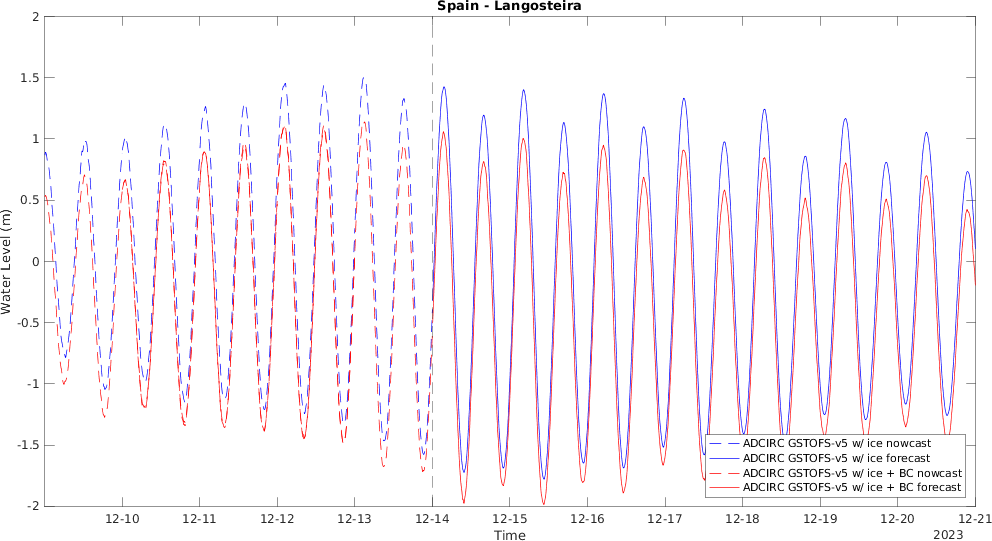 Spain - Langosteira
2
1.5
1
0.5
0
-0.5
-1
-1.5
-2
Water Level (m)
ADCIRC GSTOFS-v5 w/ ice nowcast
ADCIRC GSTOFS-v5 w/ ice forecast
ADCIRC GSTOFS-v5 w/ ice + BC nowcast
ADCIRC GSTOFS-v5 w/ ice + BC forecast
12-10 12-11 12-12 12-13 12-14 12-15 12-16 12-17 12-18 12-19 12-20 12-21
Time
2023